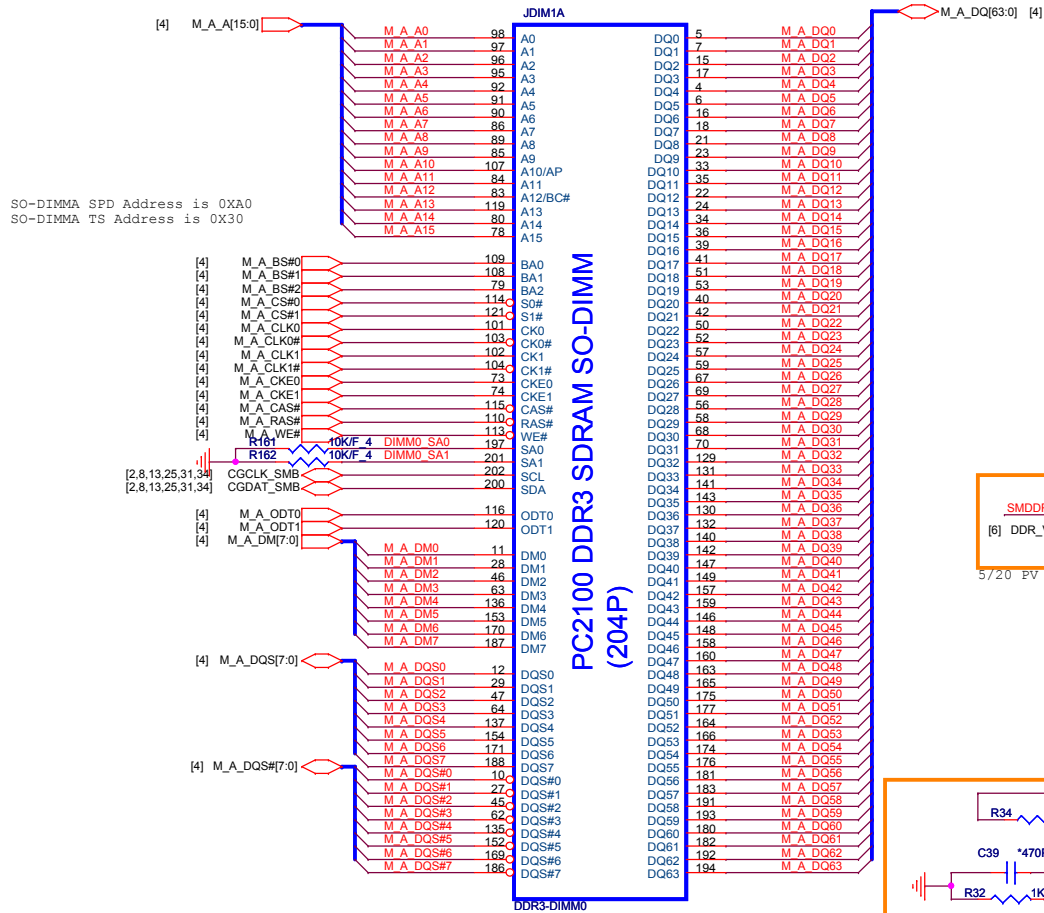 JDIM1A
[4] M_A_A[15:0]
M_A_DQ[63:0] [4]
M_A_A0 98 A0 DQ0 5 M_A_DQ0
M_A_A1 97 A1 DQ1 7 M_A_DQ1
M_A_A2 96 A2 DQ2 15 M_A_DQ2
M_A_A3 95 A3 DQ3 17 M_A_DQ3
M_A_A4 92 A4 DQ4 4 M_A_DQ4
M_A_A5 91 A5 DQ5 6 M_A_DQ5
M_A_A6 90 A6 DQ6 16 M_A_DQ6
M_A_A7 86 A7 DQ7 18 M_A_DQ7
M_A_A8 89 A8 DQ8 21 M_A_DQ8
M_A_A9 85 A9 DQ9 23 M_A_DQ9
M_A_A10 107 A10/AP DQ10 33 M_A_DQ10
M_A_A11 84 A11 DQ11 35 M_A_DQ11
M_A_A12 83 A12/BC# DQ12 22 M_A_DQ12
M_A_A13 119 A13 DQ13 24 M_A_DQ13
M_A_A14 80 A14 DQ14 34 M_A_DQ14
M_A_A15 78 A15 DQ15 36 M_A_DQ15
SO-DIMMA SPD Address is 0XA0
SO-DIMMA TS Address is 0X30
DQ16 39 M_A_DQ16
[4] M_A_BS#0 109 BA0 DQ17 41 M_A_DQ17
[4] M_A_BS#1 108 BA1 DQ18 51 M_A_DQ18
[4] M_A_BS#2 79 BA2 DQ19 53 M_A_DQ19
[4] M_A_CS#0 114 S0# DQ20 40 M_A_DQ20
[4] M_A_CS#1 121 S1# DQ21 42 M_A_DQ21
[4] M_A_CLK0 101 CK0 DQ22 50 M_A_DQ22
[4] M_A_CLK0# 103 CK0# DQ23 52 M_A_DQ23
[4] M_A_CLK1 102 CK1 DQ24 57 M_A_DQ24
[4] M_A_CLK1# 104 CK1# DQ25 59 M_A_DQ25
[4] M_A_CKE0 73 CKE0 DQ26 67 M_A_DQ26
[4] M_A_CKE1 74 CKE1 DQ27 69 M_A_DQ27
[4] M_A_CAS# 115 CAS# DQ28 56 M_A_DQ28
[4] M_A_RAS# 110 RAS# DQ29 58 M_A_DQ29
[4] M_A_WE# 113 WE# DQ30 68 M_A_DQ30
R161 10K/F_4 DIMM0_SA0 197 SA0 DQ31 70 M_A_DQ31
R162 10K/F_4 DIMM0_SA1 201 SA1 DQ32 129 M_A_DQ32
[2,8,13,25,31,34] CGCLK_SMB 202 SCL DQ33 131 M_A_DQ33
[2,8,13,25,31,34] CGDAT_SMB 200 SDA DQ34 141 M_A_DQ34
DQ35 143 M_A_DQ35
[4] M_A_ODT0 116 ODT0 DQ36 130 M_A_DQ36
[4] M_A_ODT1 120 ODT1 DQ37 132 M_A_DQ37
[4] M_A_DM[7:0] DQ38 140 M_A_DQ38
M_A_DM0 11 DM0 DQ39 142 M_A_DQ39
M_A_DM1 28 DM1 DQ40 147 M_A_DQ40
M_A_DM2 46 DM2 DQ41 149 M_A_DQ41
M_A_DM3 63 DM3 DQ42 157 M_A_DQ42
M_A_DM4 136 DM4 DQ43 159 M_A_DQ43
M_A_DM5 153 DM5 DQ44 146 M_A_DQ44
M_A_DM6 170 DM6 DQ45 148 M_A_DQ45
M_A_DM7 187 DM7 DQ46 158 M_A_DQ46
DQ47 160 M_A_DQ47
[4] M_A_DQS[7:0]
M_A_DQS0 12 DQS0 DQ48 163 M_A_DQ48
M_A_DQS1 29 DQS1 DQ49 165 M_A_DQ49
M_A_DQS2 47 DQS2 DQ50 175 M_A_DQ50
M_A_DQS3 64 DQS3 DQ51 177 M_A_DQ51
M_A_DQS4 137 DQS4 DQ52 164 M_A_DQ52
M_A_DQS5 154 DQS5 DQ53 166 M_A_DQ53
M_A_DQS6 171 DQS6 DQ54 174 M_A_DQ54
M_A_DQS7 188 DQS7 DQ55 176 M_A_DQ55
[4] M_A_DQS#[7:0]
M_A_DQS#0 10 DQS#0 DQ56 181 M_A_DQ56
M_A_DQS#1 27 DQS#1 DQ57 183 M_A_DQ57
M_A_DQS#2 45 DQS#2 DQ58 191 M_A_DQ58
M_A_DQS#3 62 DQS#3 DQ59 193 M_A_DQ59
M_A_DQS#4 135 DQS#4 DQ60 180 M_A_DQ60
M_A_DQS#5 152 DQS#5 DQ61 182 M_A_DQ61
M_A_DQS#6 169 DQS#6 DQ62 192 M_A_DQ62
M_A_DQS#7 186 DQS#7 DQ63 194 M_A_DQ63
PC2100 DDR3 SDRAM SO-DIMM
(204P)
DDR3-DIMM0
SMDDR
[6] DDR_V
5/20 PV
R34
C39 *470P
R32 1K